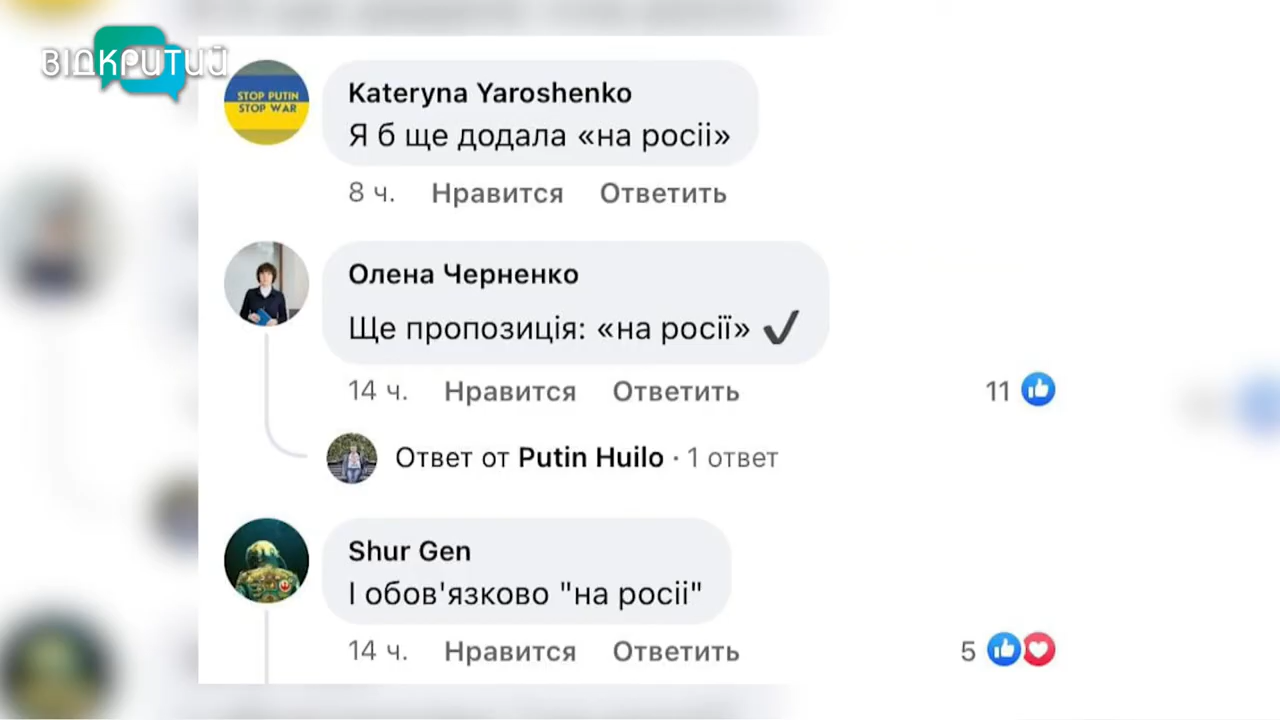 ВІДКРИТИЙ
STOP PUTIN
STOP WAR
Kateryna Yaroshenko
Я б ще додала «на росіі»
8 ч. Нравится Ответить
Олена Черненко
Ще пропозиція: «на росії» ✔
14 ч. Нравится Ответить 11
Ответ от Putin Huilo · 1 ответ
Shur Gen
І обов'язково "на росіі"
14 ч. Нравится Ответить 5